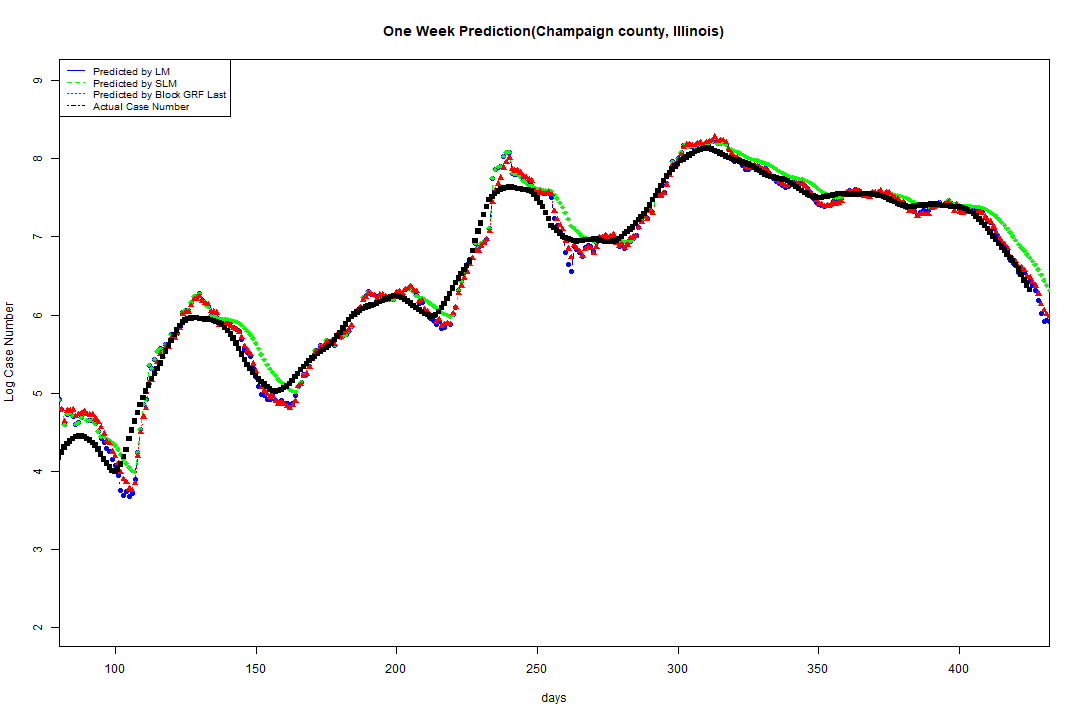 One Week Prediction(Champaign county, Illinois)
Predicted by LM
Predicted by SLM
Predicted by Block GRF Last
Actual Case Number
9
8
7
6
5
4
3
2
Log Case Number
100 150 200 250 300 350 400
days